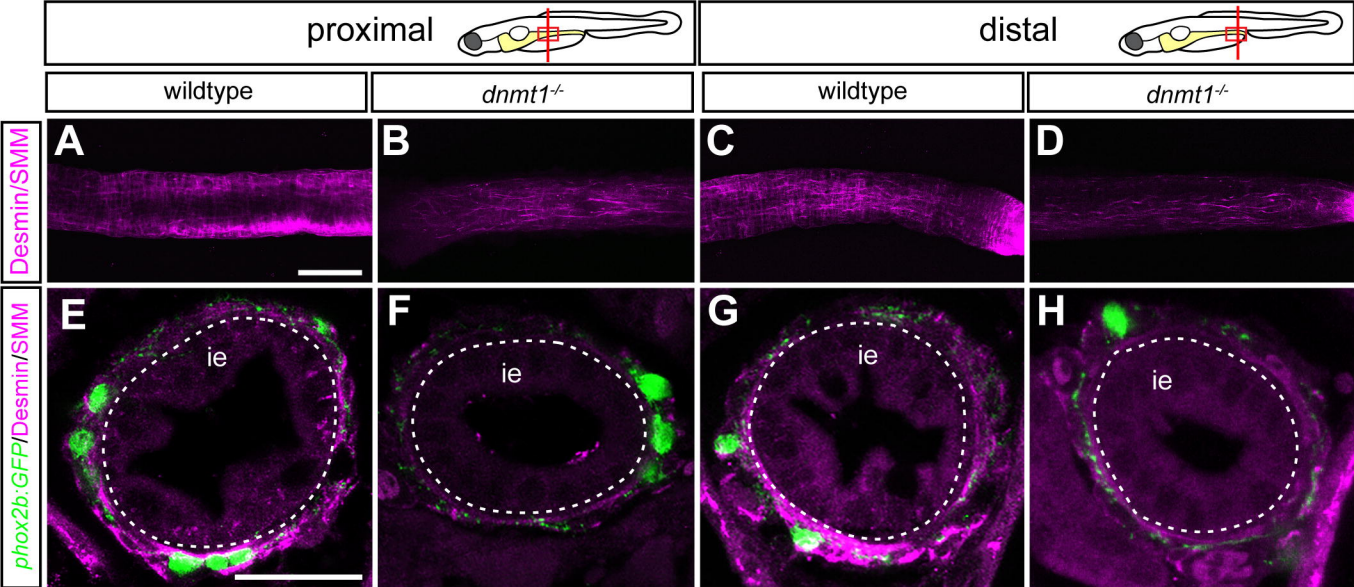 proximal
distal
wildtype
dnmt1-/-
wildtype
dnmt1-/-
Desmin/SMM
A
B
C
D
phox2b:GFP/Desmin/SMM
E
ie
F
ie
G
ie
H
ie